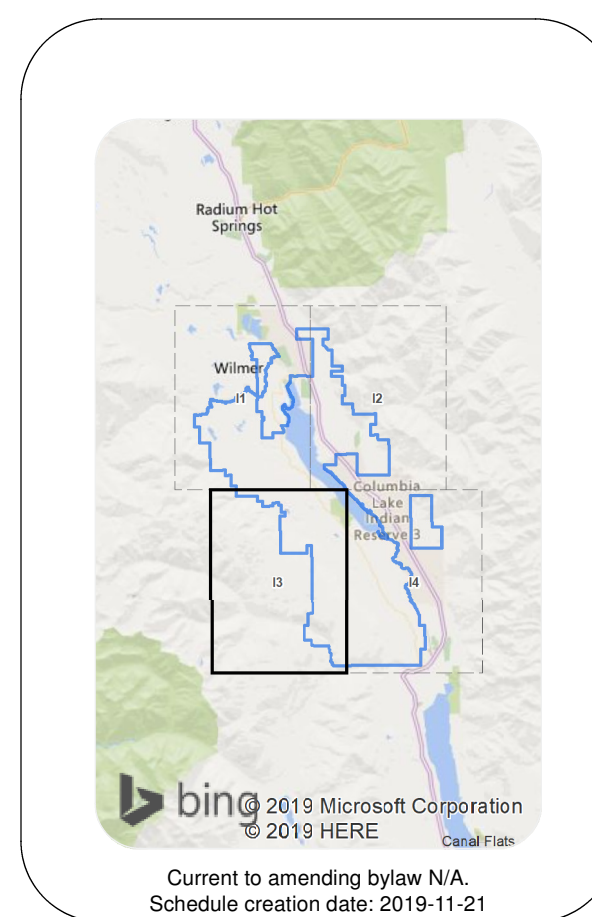 Radium Hot
Springs
Wilmer
I1
I2
Columbia
Lake
Indian
Reserve 3
I3
I4
bing
© 2019 Microsoft Corporation
© 2019 HERE
Canal Flats
Current to amending bylaw N/A.
Schedule creation date: 2019-11-21